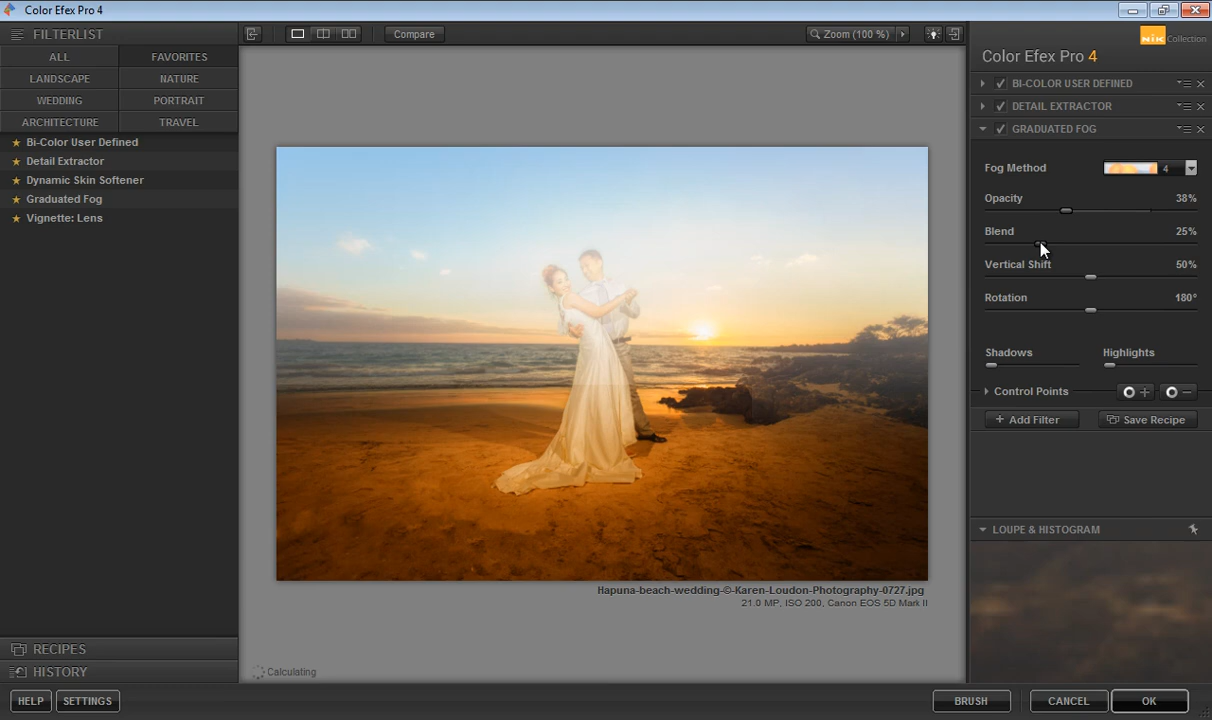 Color Efex Pro 4
FILTERLIST
ALL
FAVORITES
LANDSCAPE
NATURE
WEDDING
PORTRAIT
ARCHITECTURE
TRAVEL
Bi-Color User Defined
Detail Extractor
Dynamic Skin Softener
Graduated Fog
Vignette: Lens
RECIPES
HISTORY
HELP
SETTINGS
Compare
Zoom (100 %)
Hapuna-beach-wedding-©-Karen-Loudon-Photography-0727.jpg
21.0 MP, ISO 200, Canon EOS 5D Mark II
Calculating
Nik Collection
Color Efex Pro 4
BI-COLOR USER DEFINED
DETAIL EXTRACTOR
GRADUATED FOG
Fog Method 4
Opacity 38%
Blend 25%
Vertical Shift 50%
Rotation 180°
Shadows
Highlights
Control Points
+ Add Filter
Save Recipe
LOUPE & HISTOGRAM
BRUSH
CANCEL
OK